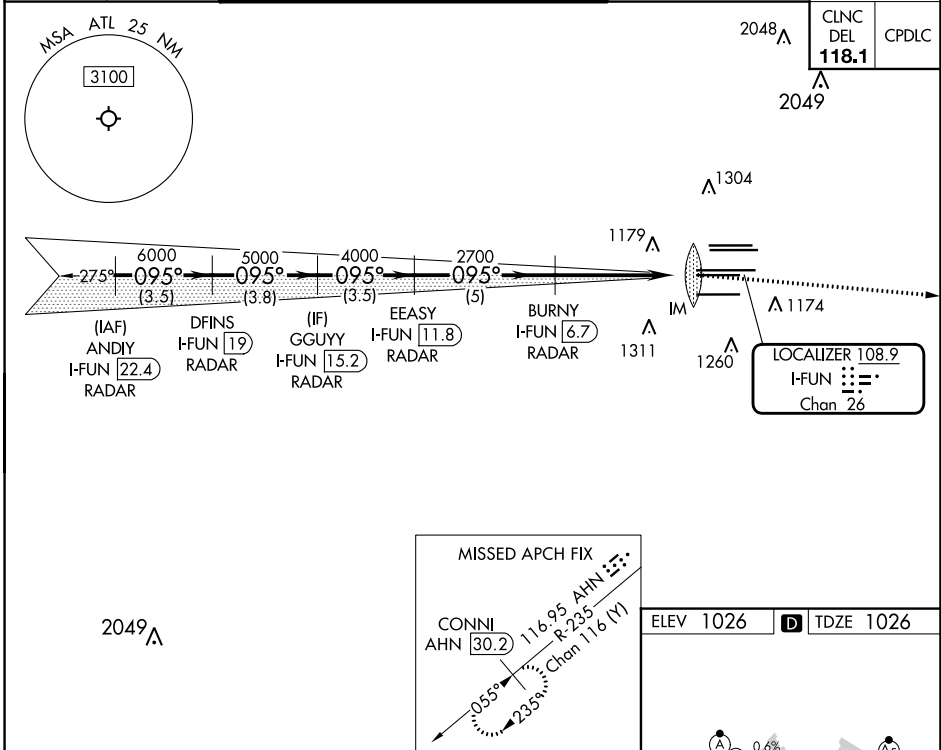 MSA ATL 25 NM
3100
2048
CLNC
DEL
118.1
CPDLC
2049
1304
1179
6000
5000
4000
2700
275°
095°
095°
095°
095°
(3.5)
(3.8)
(3.5)
(5)
IM
1174
(IAF)
ANDIY
I-FUN 22.4
RADAR
DFINS
I-FUN 19
RADAR
(IF)
GGUYY
I-FUN 15.2
RADAR
EEASY
I-FUN 11.8
RADAR
BURNY
I-FUN 6.7
RADAR
1311
1260
LOCALIZER 108.9
I-FUN
Chan 26
MISSED APCH FIX
CONNI
AHN 30.2
116.95 AHN
R-235
Chan 116 (Y)
055°
235°
2049
ELEV 1026
D
TDZE 1026
A
0.6%